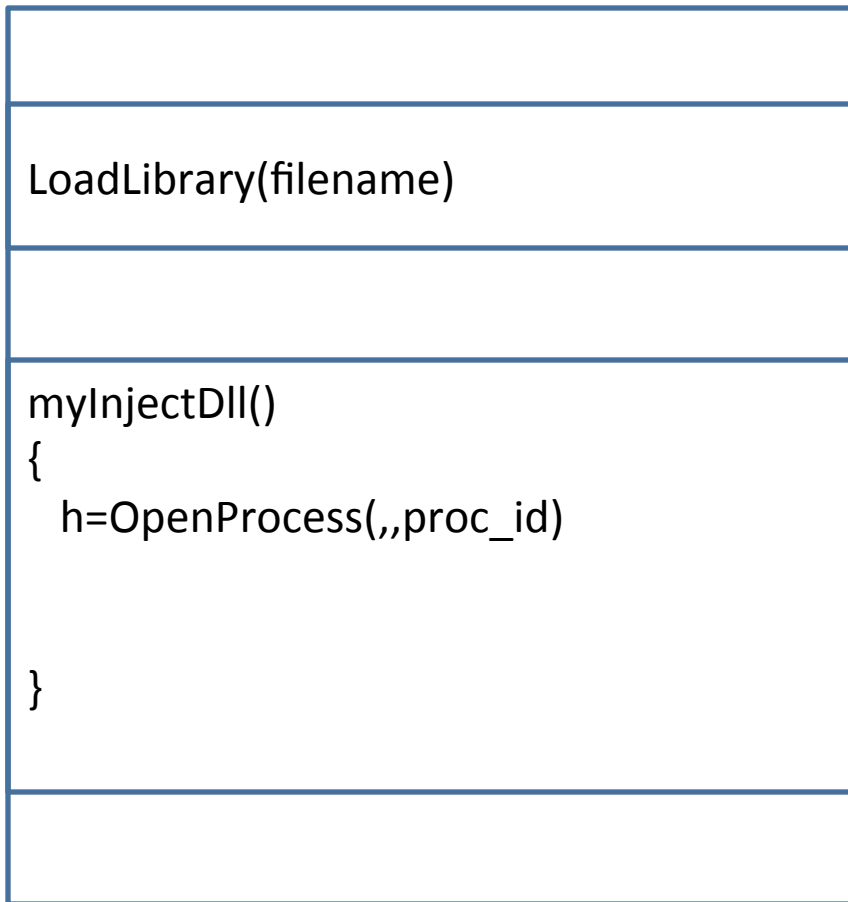 LoadLibrary(filename)
myInjectDll()
{
h=OpenProcess(,,proc_id)
}